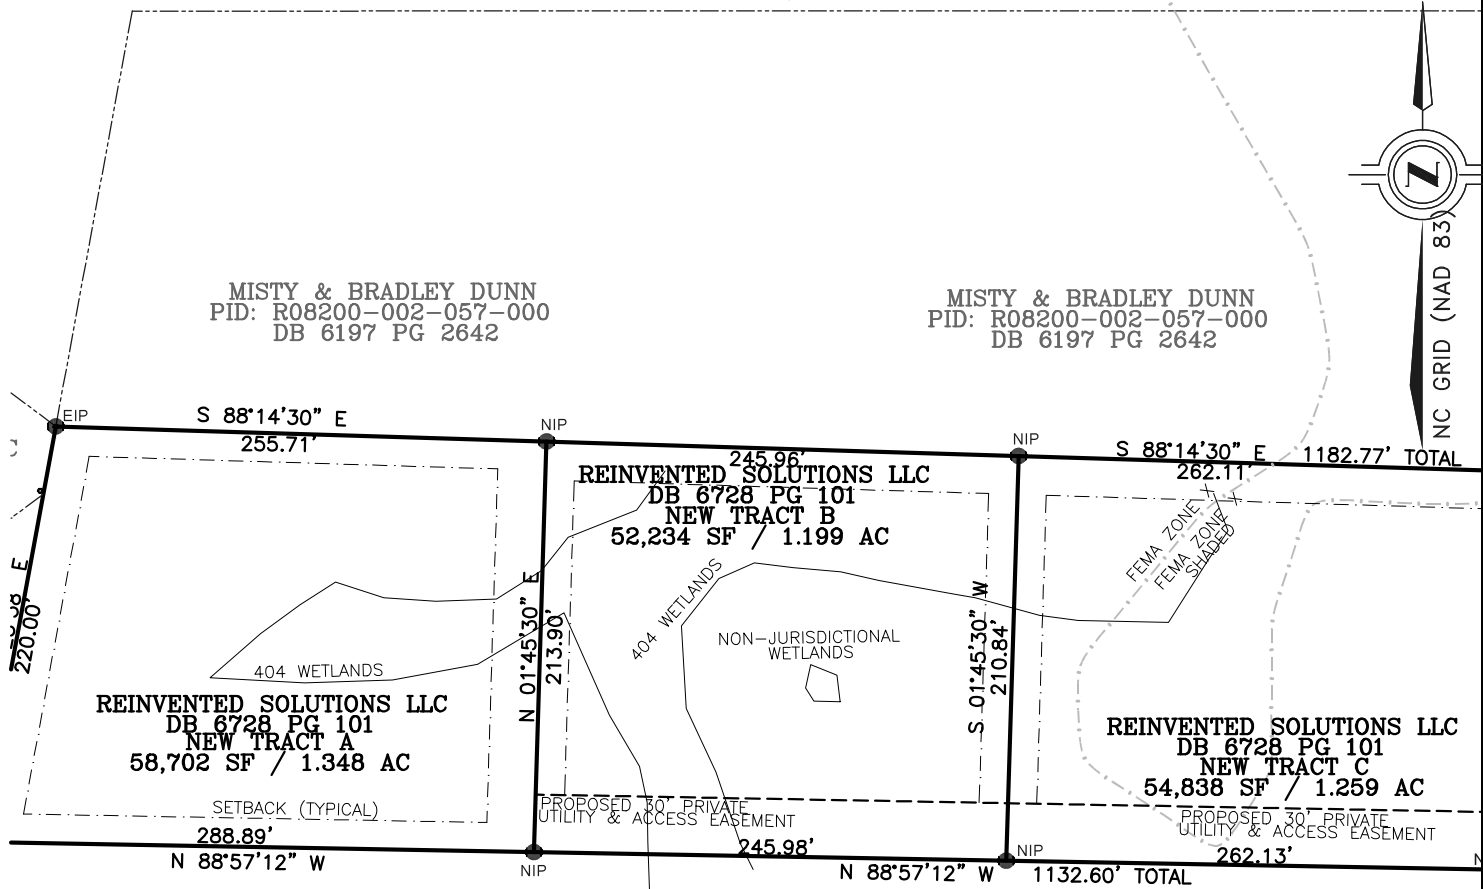 MISTY & BRADLEY DUNN
PID: R08200-002-057-000
DB 6197 PG 2642
MISTY & BRADLEY DUNN
PID: R08200-002-057-000
DB 6197 PG 2642
Z
NC GRID (NAD 83)
EIP
S 88°14'30" E
255.71'
NIP
245.96'
NIP
S 88°14'30" E
1182.77' TOTAL
262.11'
REINVENTED SOLUTIONS LLC
DB 6728 PG 101
NEW TRACT B
52,234 SF / 1.199 AC
FEMA ZONE X
FEMA ZONE X
SHADED
E
220.00'
N 01°45'30" E
213.90'
404 WETLANDS
404 WETLANDS
NON-JURISDICTIONAL
WETLANDS
S 01°45'30" W
210.84'
REINVENTED SOLUTIONS LLC
DB 6728 PG 101
NEW TRACT A
58,702 SF / 1.348 AC
REINVENTED SOLUTIONS LLC
DB 6728 PG 101
NEW TRACT C
54,838 SF / 1.259 AC
SETBACK (TYPICAL)
PROPOSED 30' PRIVATE
UTILITY & ACCESS EASEMENT
PROPOSED 30' PRIVATE
UTILITY & ACCESS EASEMENT
288.89'
N 88°57'12" W
NIP
245.98'
N 88°57'12" W
NIP
1132.60' TOTAL
262.13'
N